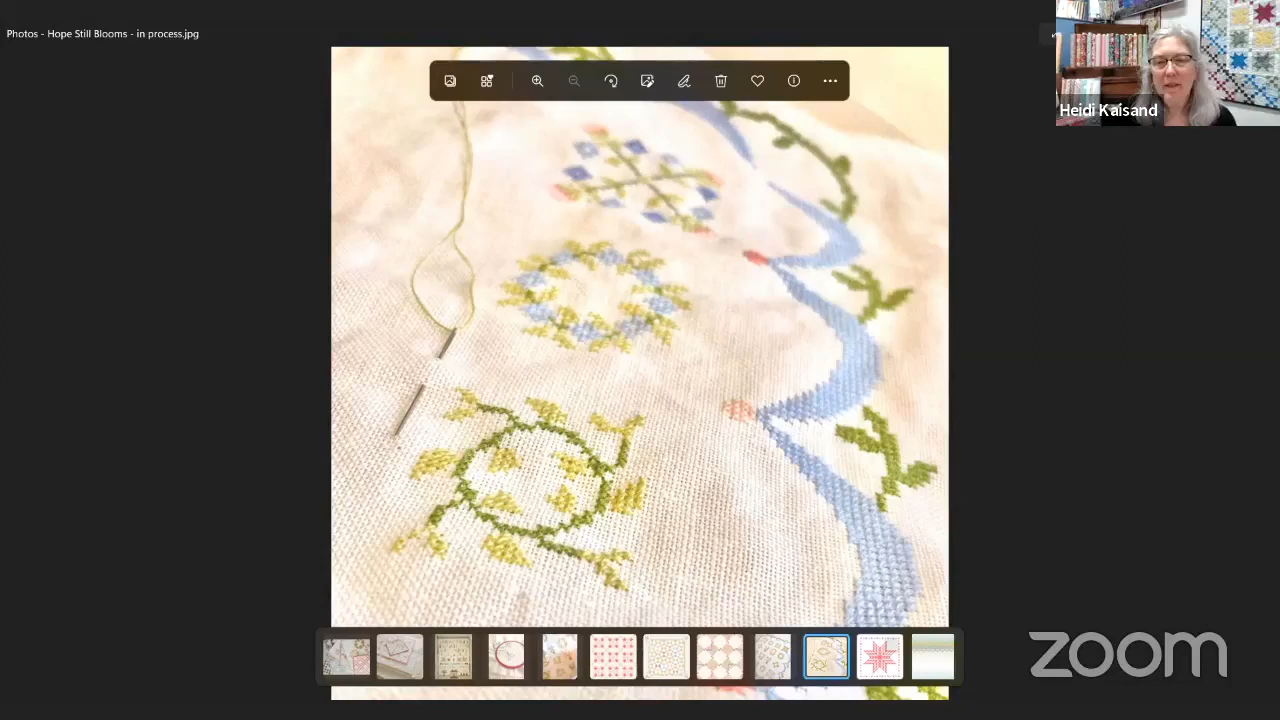 Photos - Hope Still Blooms - in process.jpg
Heidi Kaisand
zoom